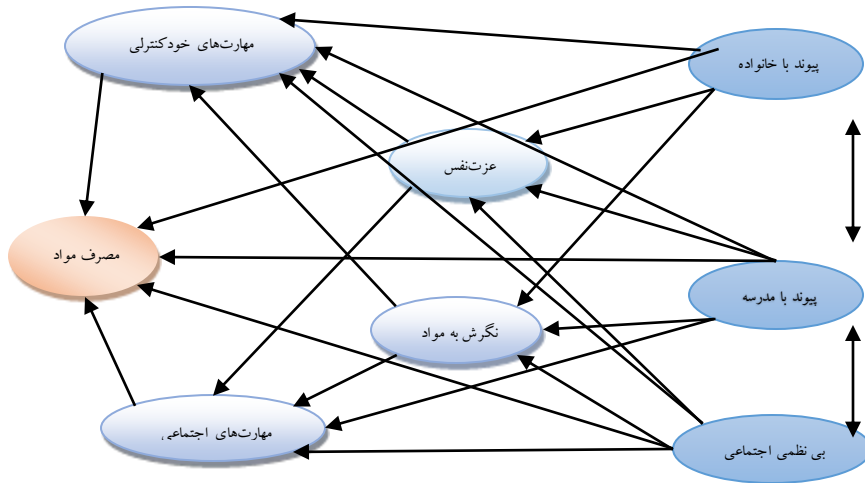 مهارت‌های خودکنترلی
پیوند با خانواده
عزت‌نفس
مصرف مواد
پیوند با مدرسه
نگرش به مواد
مهارت‌های اجتماعی
بی نظمی اجتماعی